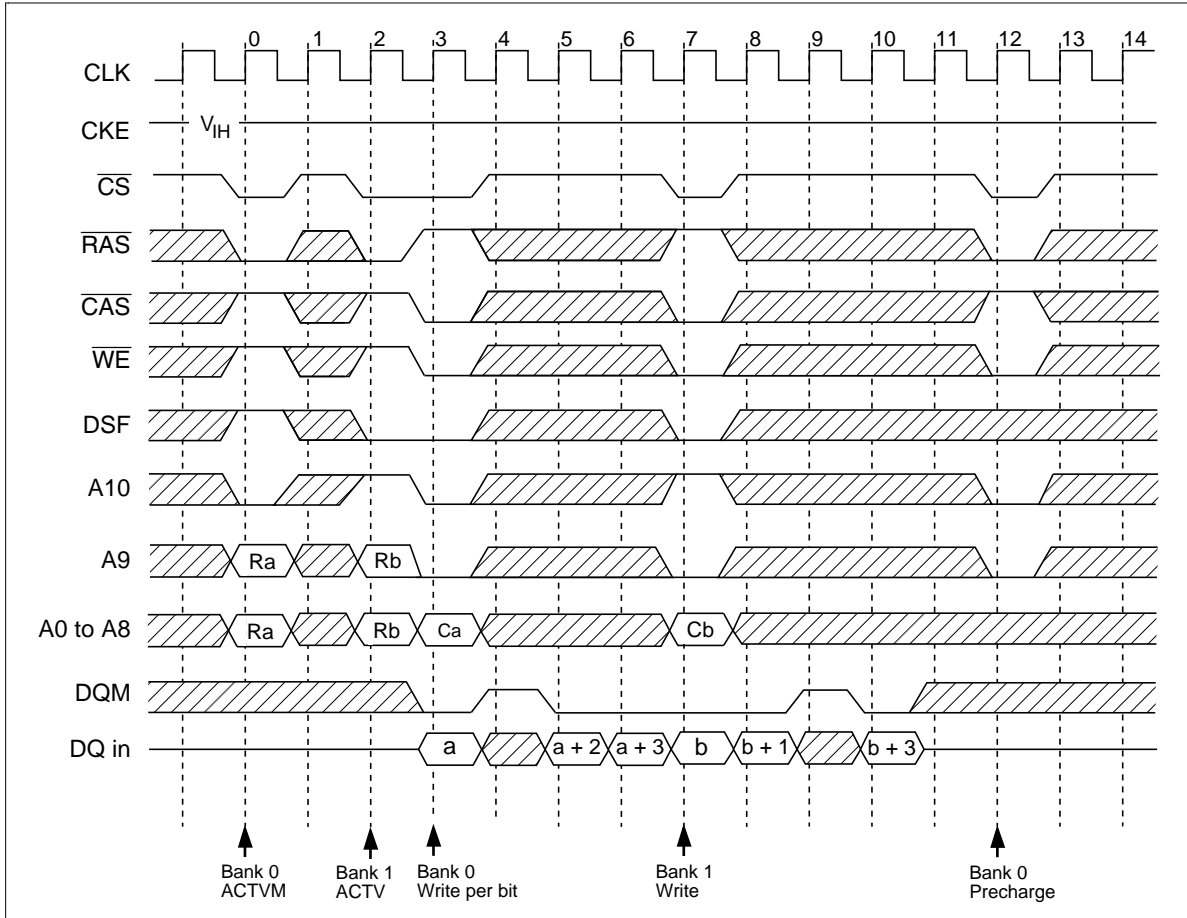 0 1 2 3 4 5 6 7 8 9 10 11 12 13 14
CLK
CKE
VIH
CS
RAS
CAS
WE
DSF
A10
A9
Ra
Rb
A0 to A8
Ra
Rb
Ca
Cb
DQM
DQ in
a
a + 2
a + 3
b
b + 1
b + 3
Bank 0
ACTVM
Bank 1
ACTV
Bank 0
Write per bit
Bank 1
Write
Bank 0
Precharge